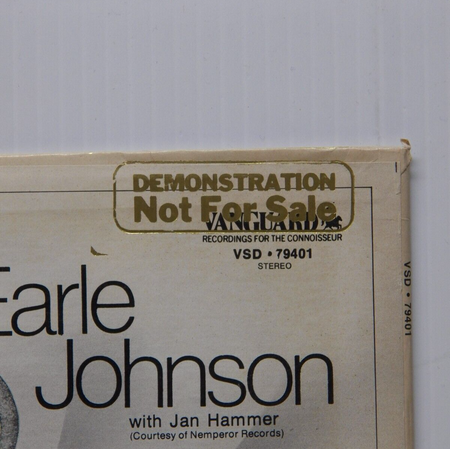 DEMONSTRATION
Not For Sale
VANGUARD
RECORDINGS FOR THE CONNOISSEUR
VSD • 79401
STEREO
Earle
Johnson
with Jan Hammer
(Courtesy of Nemperor Records)
VSD • 79401